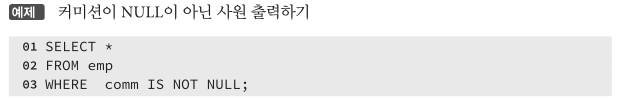 예제 커미션이 NULL이 아닌 사원 출력하기
01 SELECT *
02 FROM emp
03 WHERE  comm IS NOT NULL;